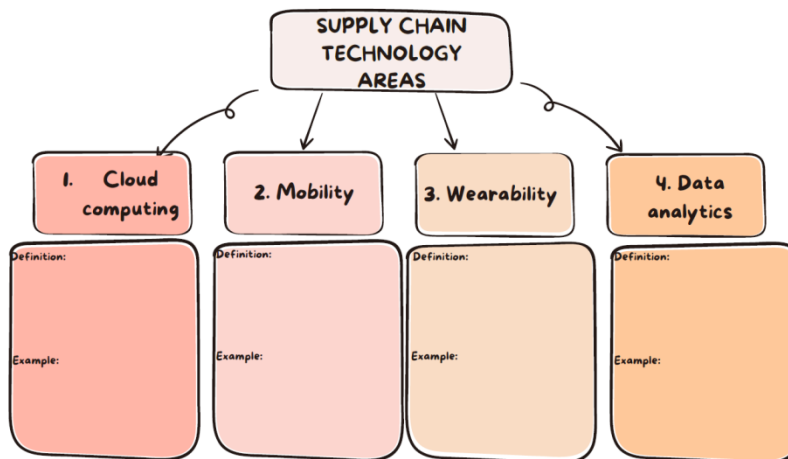 SUPPLY CHAIN
TECHNOLOGY
AREAS
1. Cloud
computing
2. Mobility
3. Wearability
4. Data
analytics
Definition:
Example:
Definition:
Example:
Definition:
Example:
Definition:
Example: